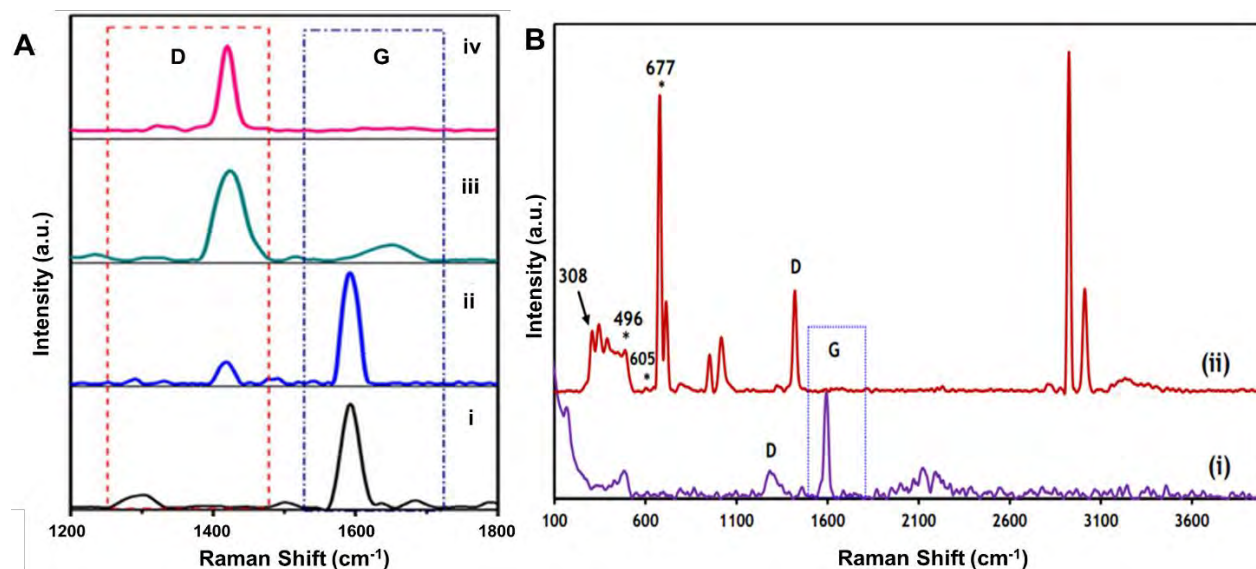 A
D
G
iv
iii
ii
i
Intensity (a.u.)
1200
1400
1600
1800
Raman Shift (cm-1)
B
677
*
308
496
*
605
*
D
G
(ii)
D
(i)
Intensity (a.u.)
100
600
1100
1600
2100
2600
3100
3600
Raman Shift (cm-1)